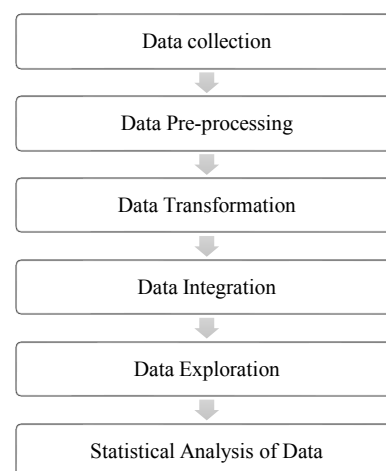 Data collection
Data Pre-processing
Data Transformation
Data Integration
Data Exploration
Statistical Analysis of Data